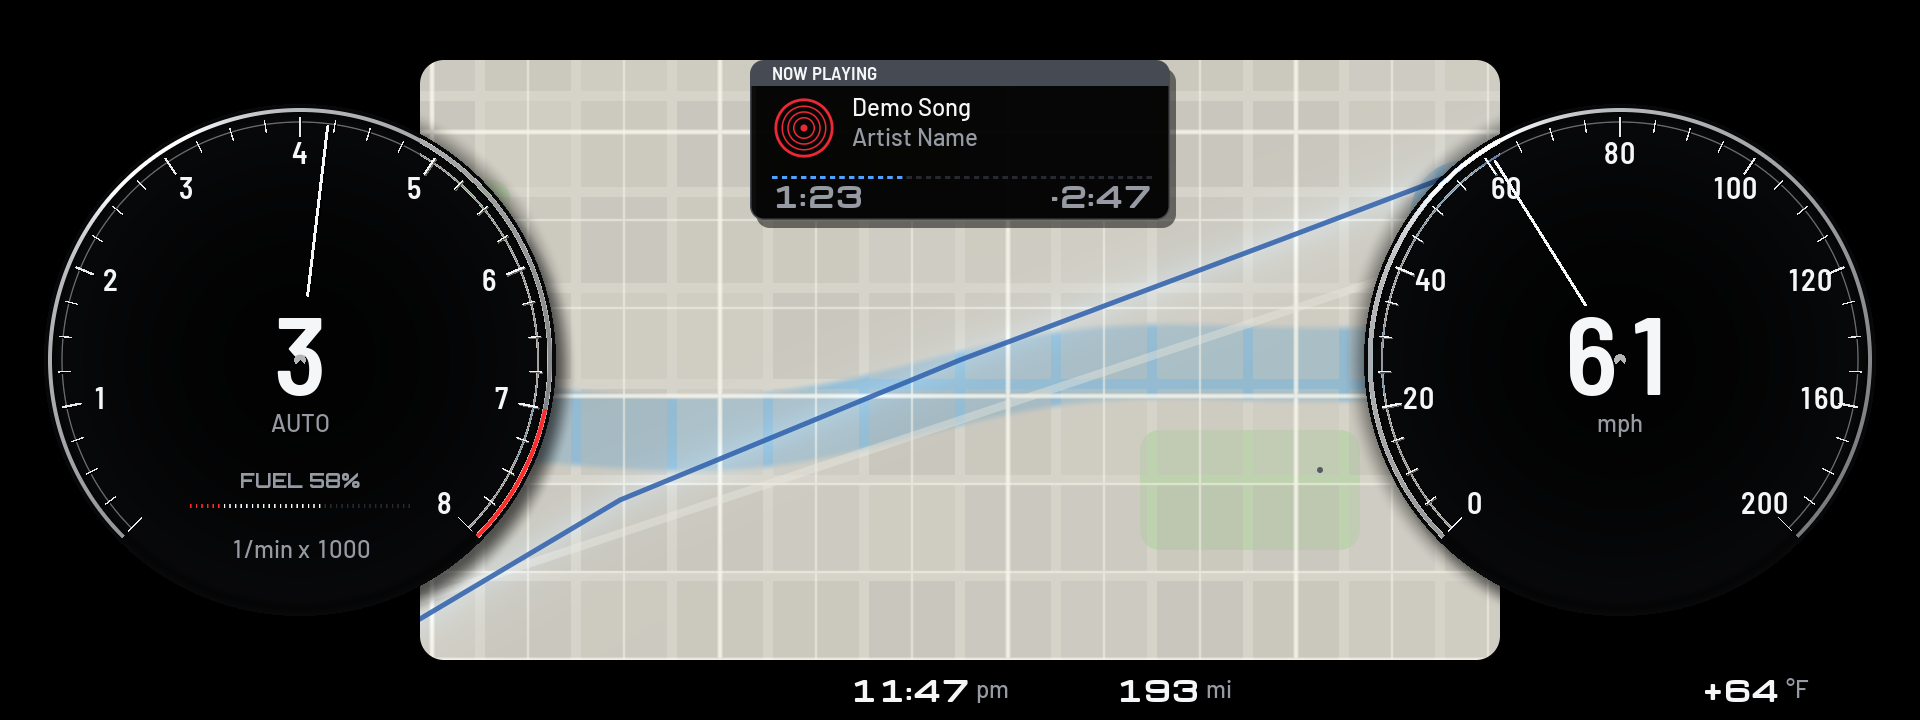 NOW PLAYING
Demo Song
Artist Name
1:23 -2:47
1
2
3
4
5
6
7
8
3
AUTO
FUEL 58%
1/min x 1000
0
20
40
60
80
100
120
160
200
61
mph
11:47 pm
193 mi
+64 °F